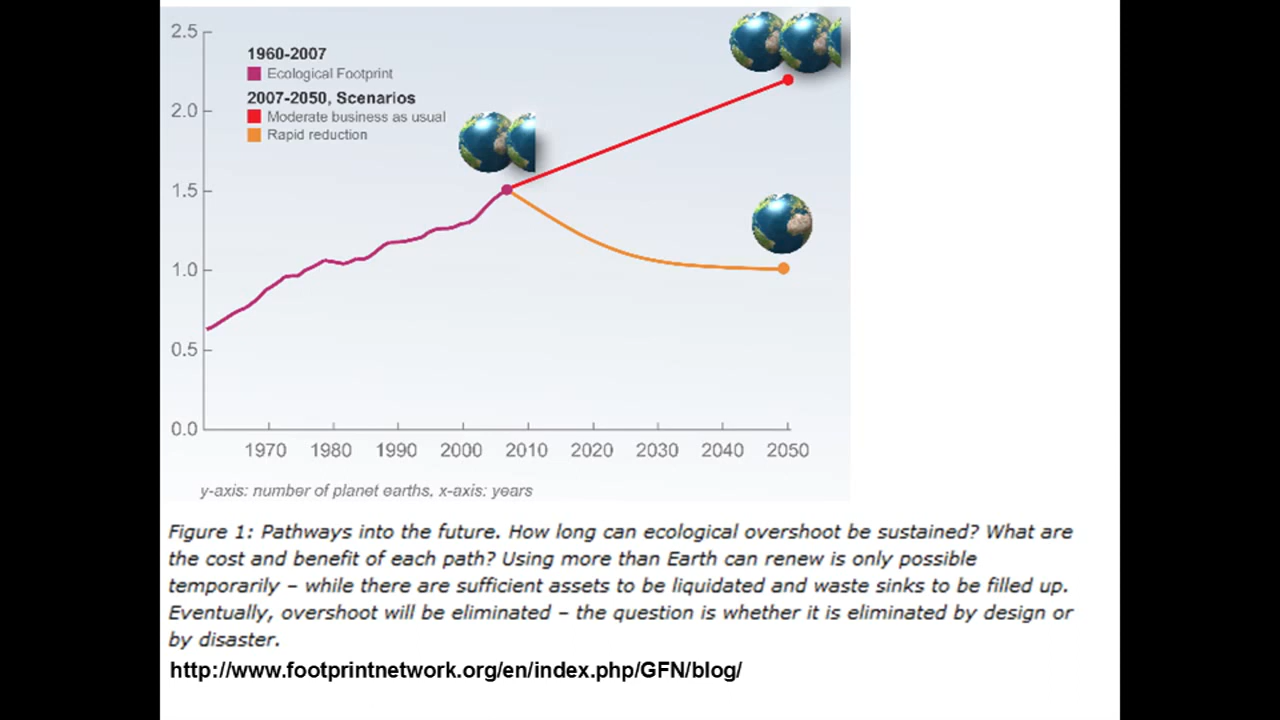 2.5
1960-2007
Ecological Footprint
2007-2050, Scenarios
2.0
Moderate business as usual
Rapid reduction
1.5
1.0
0.5
0.0
1970 1980 1990 2000 2010 2020 2030 2040 2050
y-axis: number of planet earths, x-axis: years
Figure 1: Pathways into the future. How long can ecological overshoot be sustained? What are
the cost and benefit of each path? Using more than Earth can renew is only possible
temporarily – while there are sufficient assets to be liquidated and waste sinks to be filled up.
Eventually, overshoot will be eliminated – the question is whether it is eliminated by design or
by disaster.
http://www.footprintnetwork.org/en/index.php/GFN/blog/